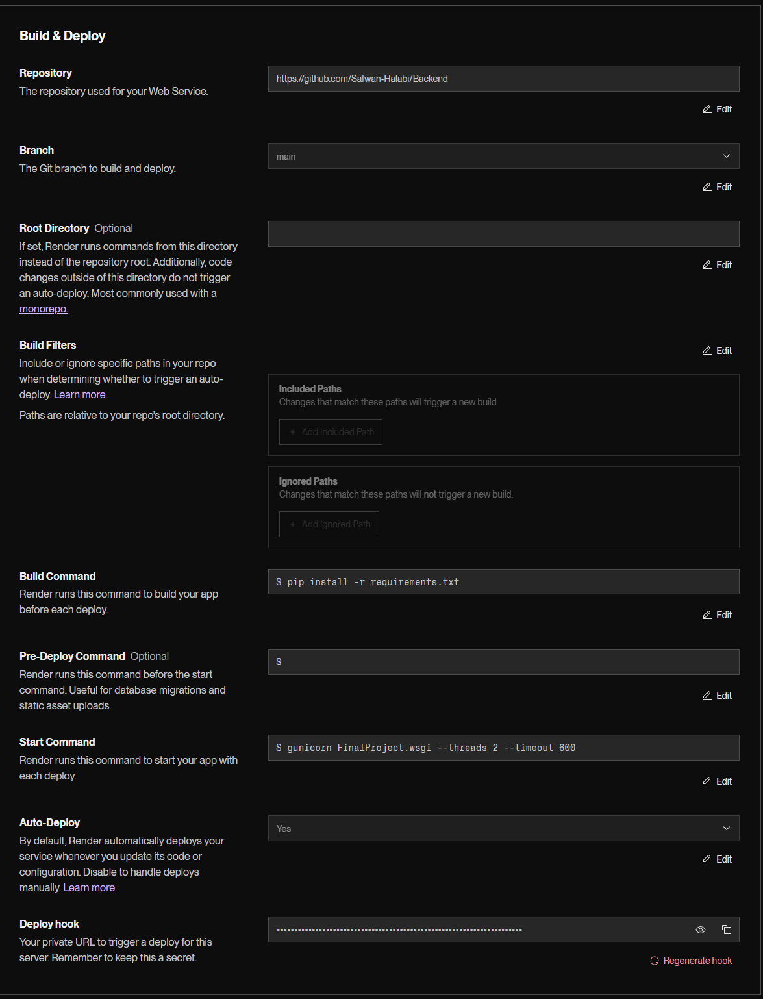 Build & Deploy
Repository
The repository used for your Web Service.
https://github.com/Safwan-Halabi/Backend
Edit
Branch
The Git branch to build and deploy.
main
Edit
Root Directory Optional
If set, Render runs commands from this directory
instead of the repository root. Additionally, code
changes outside of this directory do not trigger
an auto-deploy. Most commonly used with a
monorepo.
Edit
Build Filters
Include or ignore specific paths in your repo
when determining whether to trigger an auto-
deploy. Learn more.
Paths are relative to your repo's root directory.
Edit
Included Paths
Changes that match these paths will trigger a new build.
+ Add Included Path
Ignored Paths
Changes that match these paths will not trigger a new build.
+ Add Ignored Path
Build Command
Render runs this command to build your app
before each deploy.
$ pip install -r requirements.txt
Edit
Pre-Deploy Command Optional
Render runs this command before the start
command. Useful for database migrations and
static asset uploads.
$
Edit
Start Command
Render runs this command to start your app with
each deploy.
$ gunicorn FinalProject.wsgi --threads 2 --timeout 600
Edit
Auto-Deploy
By default, Render automatically deploys your
service whenever you update its code or
configuration. Disable to handle deploys
manually. Learn more.
Yes
Edit
Deploy hook
Your private URL to trigger a deploy for this
server. Remember to keep this a secret.
Regenerate hook